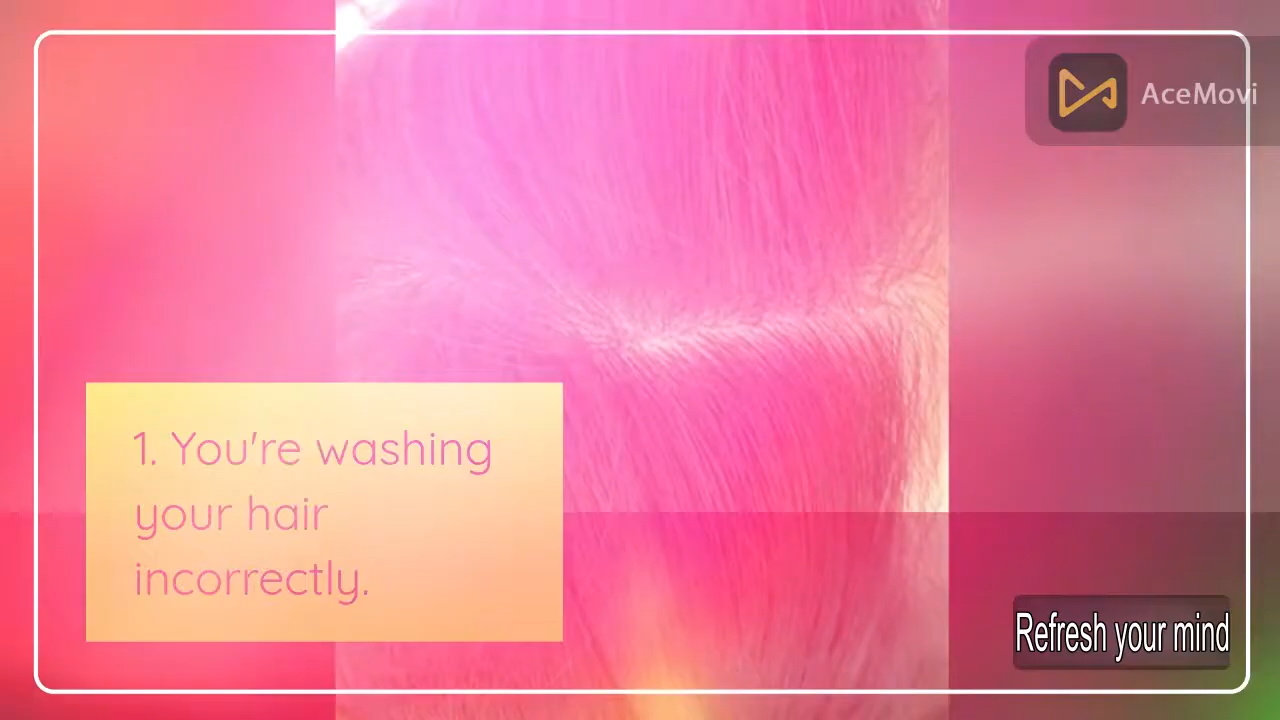 AceMovi
1. You're washing
your hair
incorrectly.
Refresh your mind